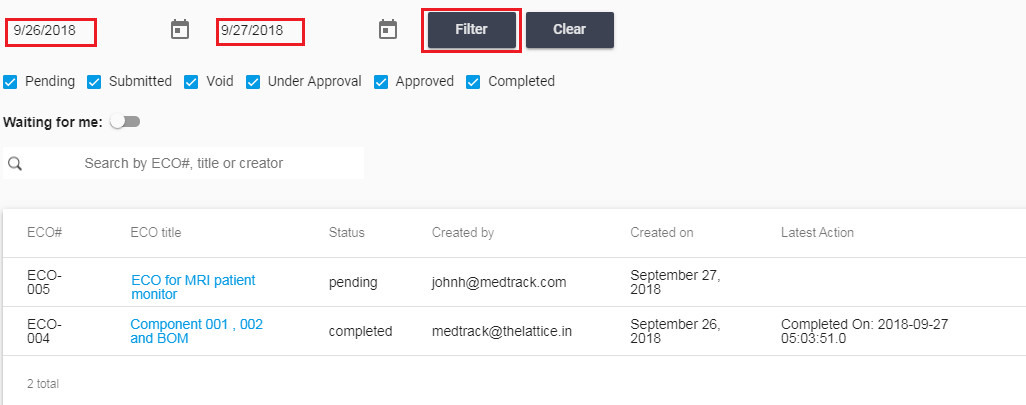 9/26/2018 9/27/2018 Filter Clear
Pending Submitted Void Under Approval Approved Completed
Waiting for me:
Search by ECO#, title or creator
ECO# ECO title Status Created by Created on Latest Action
ECO-
005
ECO for MRI patient
monitor
pending
johnh@medtrack.com
September 27,
2018
ECO-
004
Component 001 , 002
and BOM
completed
medtrack@thelattice.in
September 26,
2018
Completed On: 2018-09-27
05:03:51.0
2 total